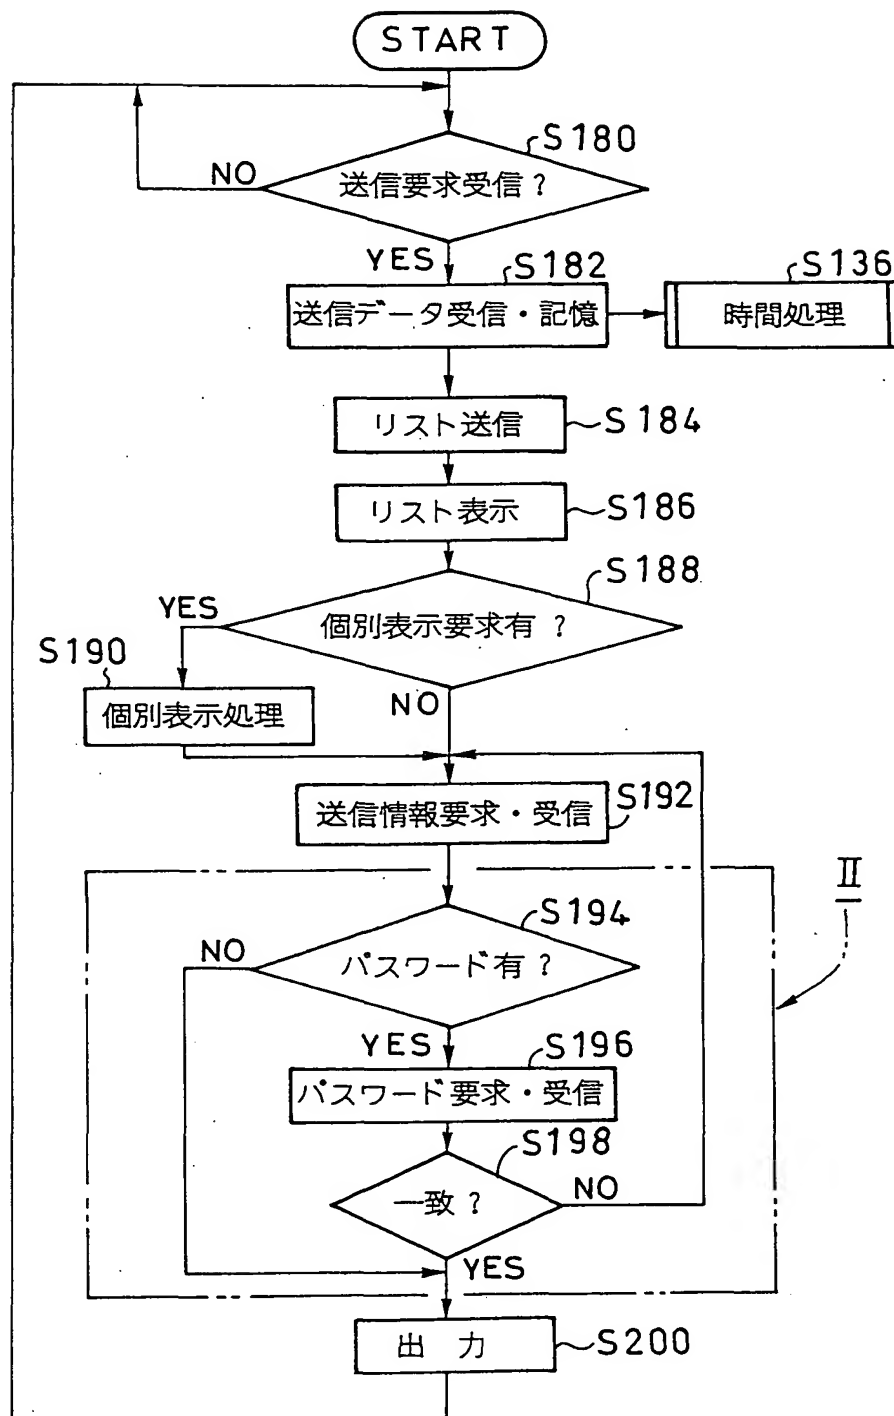 START
S180
NO
送信要求受信?
YES
S182
S136
送信データ受信・記憶
時間処理
リスト送信
S184
リスト表示
S186
S188
YES
個別表示要求有 ?
S190
個別表示処理
NO
送信情報要求・受信
S192
II
S194
NO
パスワード有 ?
YES
S196
パスワード要求・受信
S198
一致?
NO
YES
出 力
S200